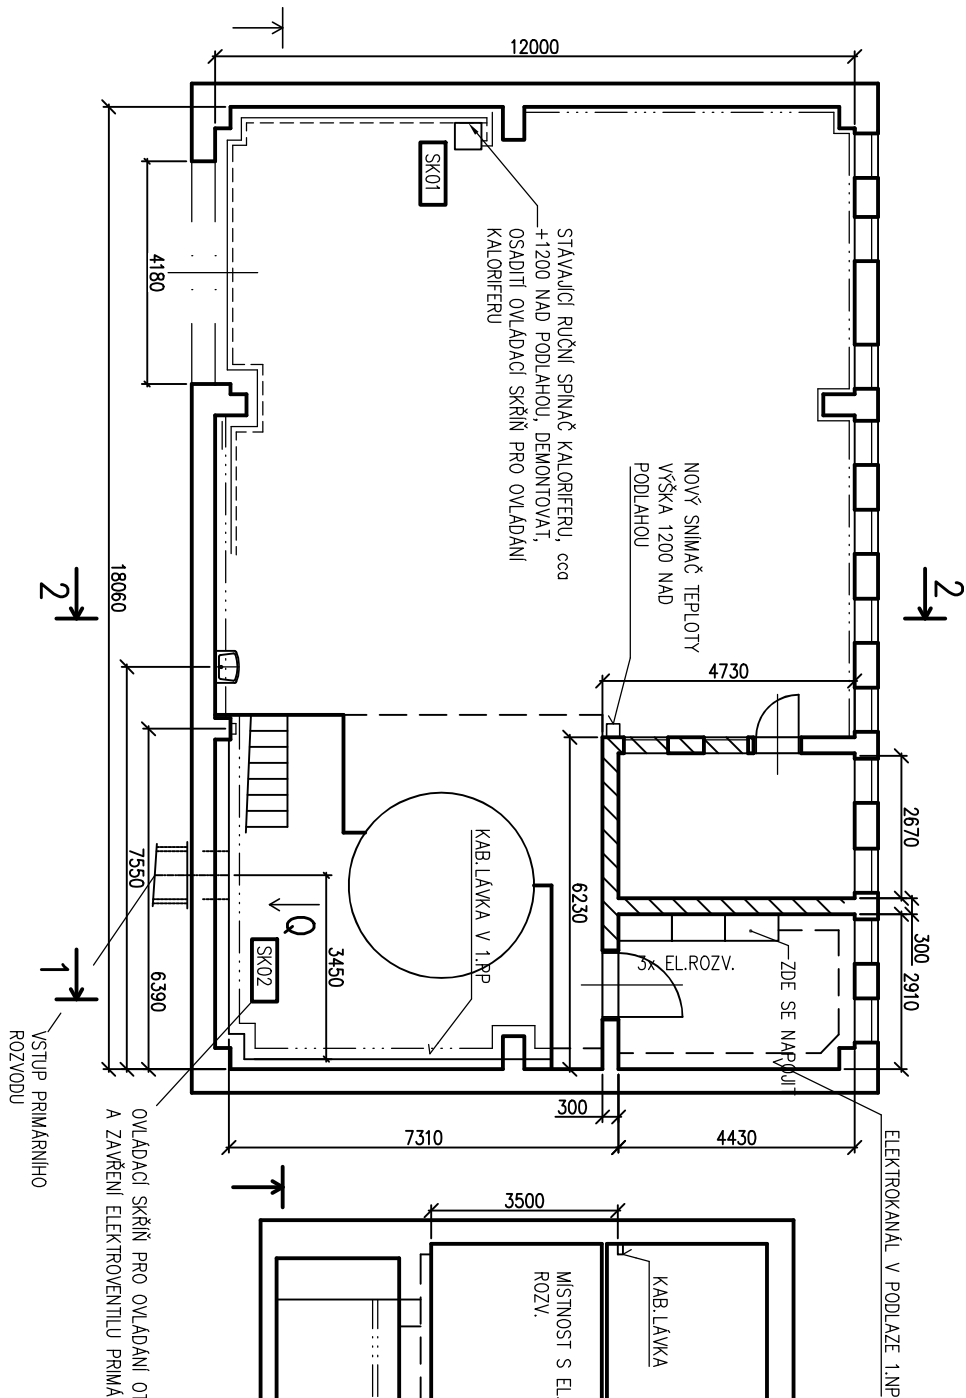 12000
SK01
STÁVAJÍCÍ RUČNÍ SPÍNAČ KALORIFERU, cca
+1200 NAD PODLAHOU, DEMONTOVAT,
OSADITÍ OVLÁDACÍ SKŘÍŇ PRO OVLÁDÁNÍ
KALORIFERU
4180
NOVÝ SNÍMAČ TEPLOTY
VÝŠKA 1200 NAD
PODLAHOU
2
2
18060
4730
2670
300
2910
6230
KAB.LÁVKA V 1.PP
3x EL.ROZV.
ZDE SE NAPOJÍ
7550
6390
3450
Q
SK02
1
VSTUP PRIMÁRNÍHO
ROZVODU
300
7310
4430
OVLÁDACÍ SKŘÍŇ PRO OVLÁDÁNÍ
A ZAVŘENÍ ELEKTROVENTILU
ELEKTROKANÁL V PODLAZE 1.NP
3500
KAB.LÁVKA
MÍSTNOST S EL.
ROZV.